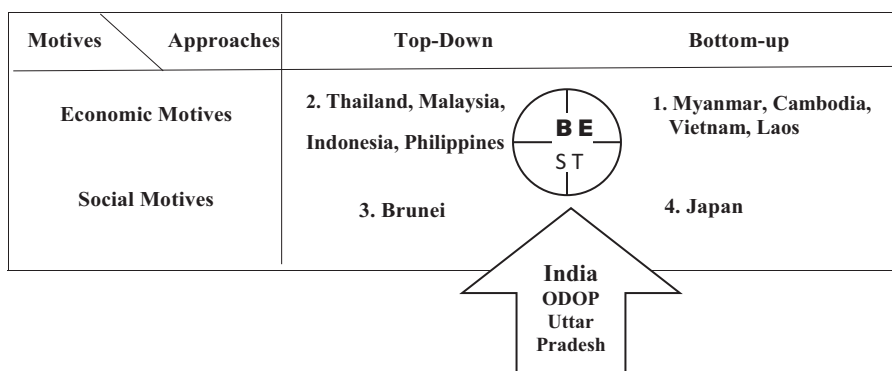 Motives Approaches Top-Down Bottom-up
Economic Motives
2. Thailand, Malaysia,
Indonesia, Philippines
B E
S T
1. Myanmar, Cambodia,
Vietnam, Laos
Social Motives
3. Brunei
4. Japan
India
ODOP
Uttar
Pradesh